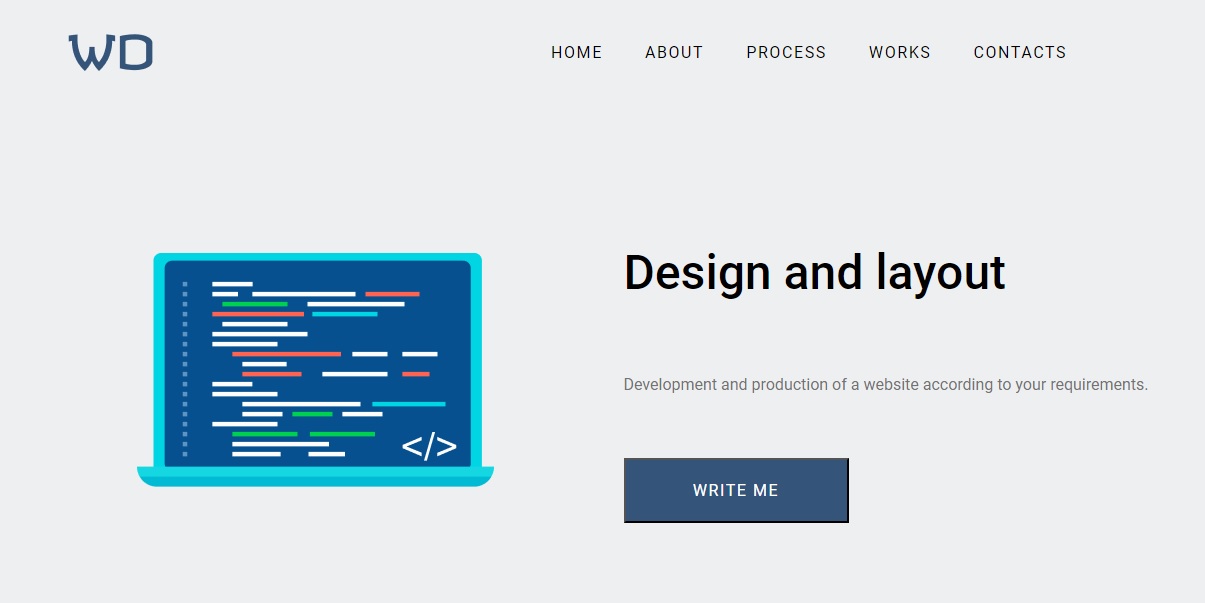 WD
HOME ABOUT PROCESS WORKS CONTACTS
Design and layout
Development and production of a website according to your requirements.
</>
WRITE ME